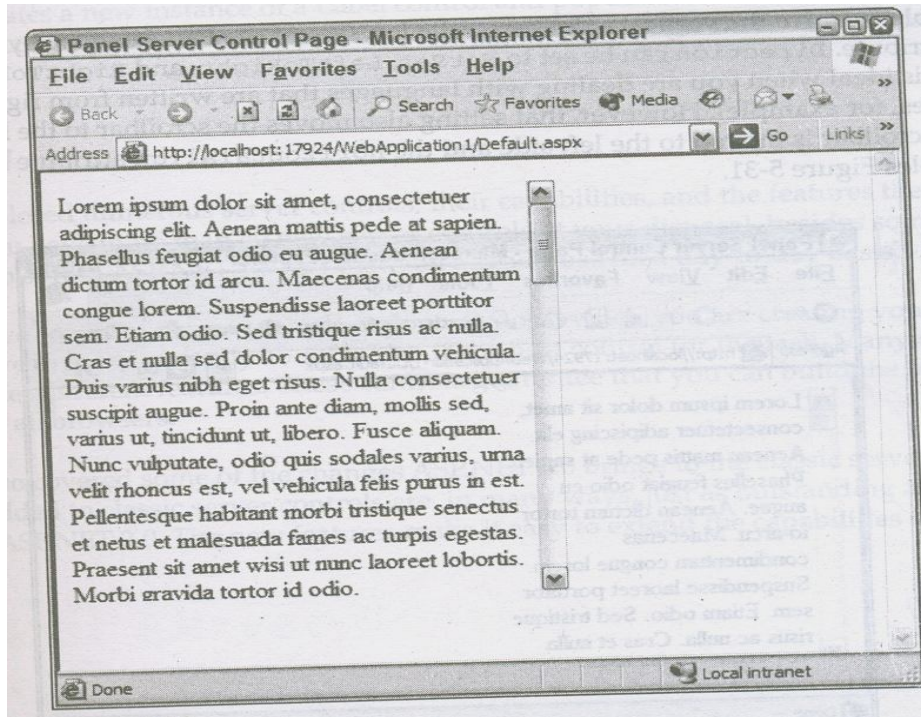 Panel Server Control Page - Microsoft Internet Explorer
File Edit View Favorites Tools Help
Back Search Favorites Media
Address http://localhost:17924/WebApplication1/Default.aspx Go Links
Lorem ipsum dolor sit amet, consectetuer
adipiscing elit. Aenean mattis pede at sapien.
Phasellus feugiat odio eu augue. Aenean
dictum tortor id arcu. Maecenas condimentum
congue lorem. Suspendisse laoreet porttitor
sem. Etiam odio. Sed tristique risus ac nulla.
Cras et nulla sed dolor condimentum vehicula.
Duis varius nibh eget risus. Nulla consectetuer
suscipit augue. Proin ante diam, mollis sed,
varius ut, tincidunt ut, libero. Fusce aliquam.
Nunc vulputate, odio quis sodales varius, urna
velit rhoncus est, vel vehicula felis purus in est.
Pellentesque habitant morbi tristique senectus
et netus et malesuada fames ac turpis egestas.
Praesent sit amet wisi ut nunc laoreet lobortis.
Morbi gravida tortor id odio.
Done Local intranet